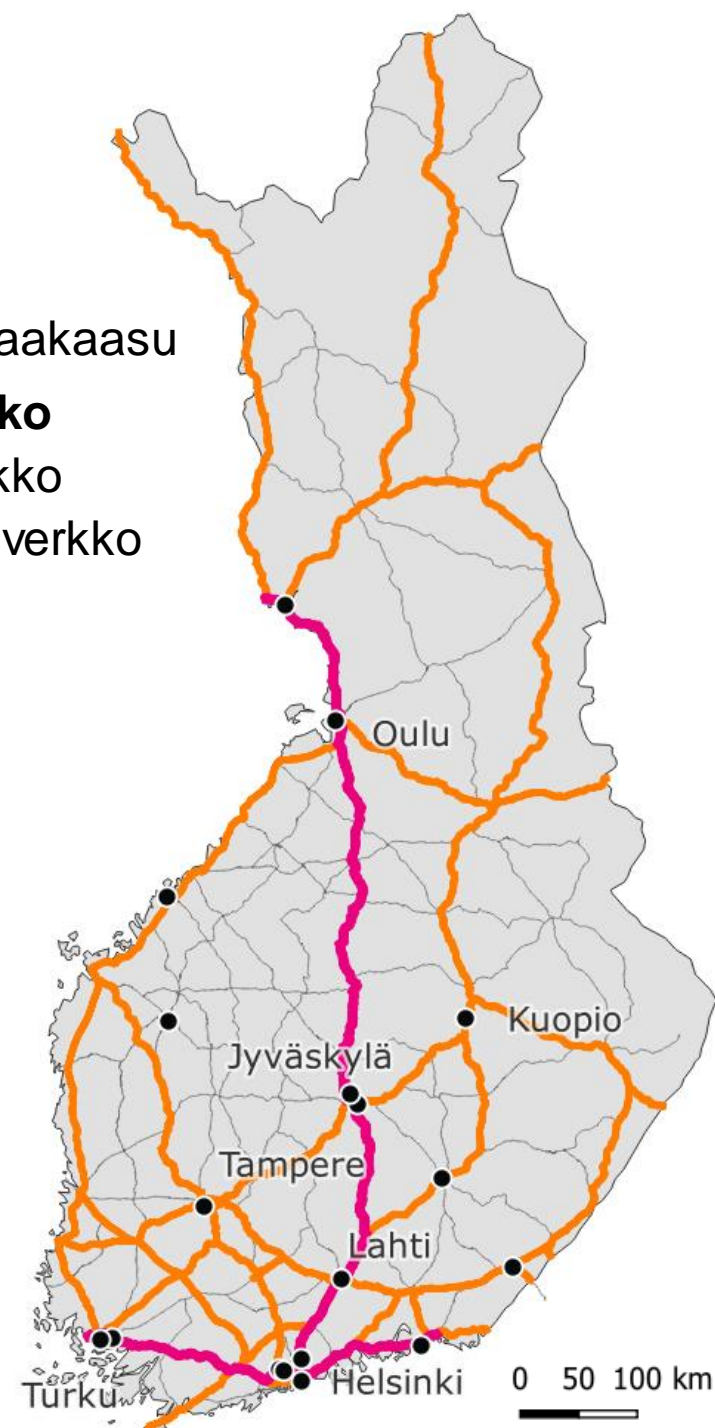 aakaasu
ko
kko
verkko
Oulu
Kuopio
Jyväskylä
Tampere
Lahti
Turku
Helsinki
0 50 100 km